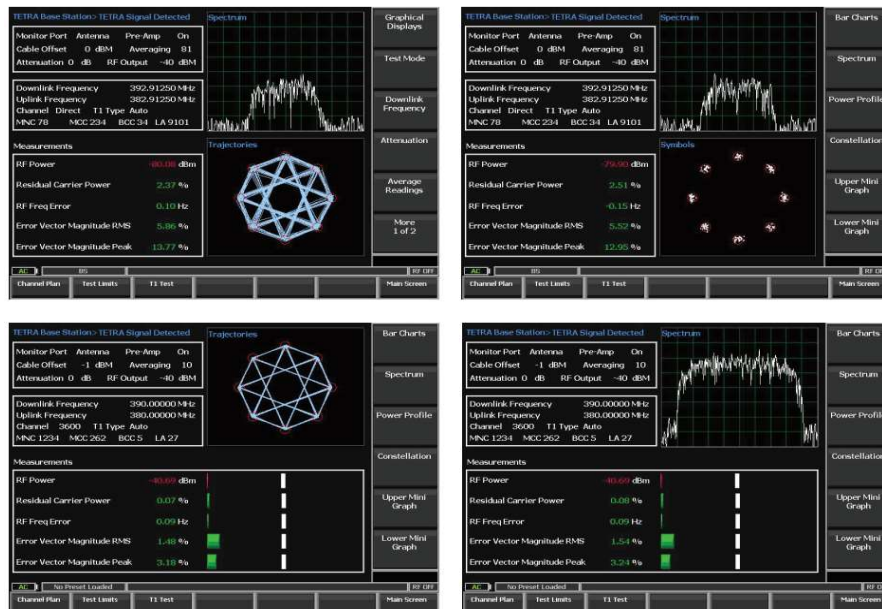 TETRA Base Station> TETRA Signal Detected
Monitor Port Antenna Pre-Amp On
Cable Offset 0 dBM Averaging 81
Attenuation 0 dB RF Output -40 dBM
Downlink Frequency 392.91250 MHz
Uplink Frequency 382.91250 MHz
Channel Direct T1 Type Auto
MNC 78 MCC 234 BCC 34 LA 9101
Measurements
RF Power -80.08 dBm
Residual Carrier Power 2.37 %
RF Freq Error 0.10 Hz
Error Vector Magnitude RMS 5.86 %
Error Vector Magnitude Peak 13.77 %
Spectrum
Trajectories
Graphical
Displays
Test Mode
Downlink
Frequency
Attenuation
Average
Readings
More
1 of 2
AC BS RF OFF
Channel Plan Test Limits T1 Test Main Screen
TETRA Base Station> TETRA Signal Detected
Monitor Port Antenna Pre-Amp On
Cable Offset 0 dBM Averaging 81
Attenuation 0 dB RF Output -40 dBM
Downlink Frequency 392.91250 MHz
Uplink Frequency 382.91250 MHz
Channel Direct T1 Type Auto
MNC 78 MCC 234 BCC 34 LA 9101
Measurements
RF Power -79.90 dBm
Residual Carrier Power 2.51 %
RF Freq Error -0.15 Hz
Error Vector Magnitude RMS 5.52 %
Error Vector Magnitude Peak 12.95 %
Spectrum
Symbols
Bar Charts
Spectrum
Power Profile
Constellation
Upper Mini
Graph
Lower Mini
Graph
AC BS RF OFF
Channel Plan Test Limits T1 Test Main Screen
TETRA Base Station> TETRA Signal Detected
Monitor Port Antenna Pre-Amp On
Cable Offset -1 dBM Averaging 10
Attenuation 0 dB RF Output -40 dBM
Downlink Frequency 390.00000 MHz
Uplink Frequency 380.00000 MHz
Channel 3600 T1 Type Auto
MNC 1234 MCC 262 BCC 5 LA 27
Trajectories
Measurements
RF Power -40.69 dBm
Residual Carrier Power 0.07 %
RF Freq Error 0.09 Hz
Error Vector Magnitude RMS 1.48 %
Error Vector Magnitude Peak 3.18 %
Bar Charts
Spectrum
Power Profile
Constellation
Upper Mini
Graph
Lower Mini
Graph
AC No Preset Loaded RF OFF
Channel Plan Test Limits T1 Test Main Screen
TETRA Base Station> TETRA Signal Detected
Monitor Port Antenna Pre-Amp On
Cable Offset -1 dBM Averaging 10
Attenuation 0 dB RF Output -40 dBM
Downlink Frequency 390.00000 MHz
Uplink Frequency 380.00000 MHz
Channel 3600 T1 Type Auto
MNC 1234 MCC 262 BCC 5 LA 27
Spectrum
Measurements
RF Power -40.69 dBm
Residual Carrier Power 0.08 %
RF Freq Error 0.09 Hz
Error Vector Magnitude RMS 1.54 %
Error Vector Magnitude Peak 3.24 %
Bar Charts
Spectrum
Power Profile
Constellation
Upper Mini
Graph
Lower Mini
Graph
AC No Preset Loaded RF OFF
Channel Plan Test Limits T1 Test Main Screen